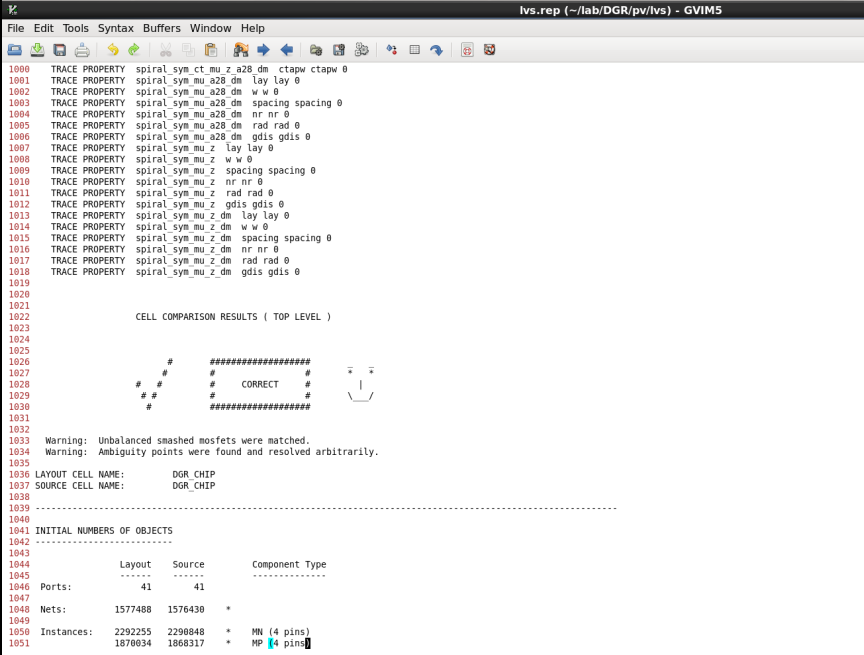 lvs.rep (~/lab/DGR/pv/lvs) - GVIM5
File Edit Tools Syntax Buffers Window Help
1000 TRACE PROPERTY spiral_sym_ct_mu_z_a28_dm ctapw ctapw 0
1001 TRACE PROPERTY spiral_sym_mu_a28_dm lay lay 0
1002 TRACE PROPERTY spiral_sym_mu_a28_dm w w 0
1003 TRACE PROPERTY spiral_sym_mu_a28_dm spacing spacing 0
1004 TRACE PROPERTY spiral_sym_mu_a28_dm nr nr 0
1005 TRACE PROPERTY spiral_sym_mu_a28_dm rad rad 0
1006 TRACE PROPERTY spiral_sym_mu_a28_dm gdis gdis 0
1007 TRACE PROPERTY spiral_sym_mu_z lay lay 0
1008 TRACE PROPERTY spiral_sym_mu_z w w 0
1009 TRACE PROPERTY spiral_sym_mu_z spacing spacing 0
1010 TRACE PROPERTY spiral_sym_mu_z nr nr 0
1011 TRACE PROPERTY spiral_sym_mu_z rad rad 0
1012 TRACE PROPERTY spiral_sym_mu_z gdis gdis 0
1013 TRACE PROPERTY spiral_sym_mu_z_dm lay lay 0
1014 TRACE PROPERTY spiral_sym_mu_z_dm w w 0
1015 TRACE PROPERTY spiral_sym_mu_z_dm spacing spacing 0
1016 TRACE PROPERTY spiral_sym_mu_z_dm nr nr 0
1017 TRACE PROPERTY spiral_sym_mu_z_dm rad rad 0
1018 TRACE PROPERTY spiral_sym_mu_z_dm gdis gdis 0
1019
1020
1021
1022 CELL COMPARISON RESULTS ( TOP LEVEL )
1023
1024
1025
1026 # ################### _ _
1027 # # # * *
1028 # # # CORRECT # |
1029 # # # # \___/
1030 # ###################
1031
1032
1033 Warning: Unbalanced smashed mosfets were matched.
1034 Warning: Ambiguity points were found and resolved arbitrarily.
1035
1036 LAYOUT CELL NAME: DGR_CHIP
1037 SOURCE CELL NAME: DGR_CHIP
1038
1039 --------------------------------------------------------------------------------------------------------------
1040
1041 INITIAL NUMBERS OF OBJECTS
1042 --------------------------
1043
1044 Layout Source Component Type
1045 ------ ------ --------------
1046 Ports: 41 41
1047
1048 Nets: 1577488 1576430 *
1049
1050 Instances: 2292255 2290848 * MN (4 pins)
1051 1870034 1868317 * MP (4 pins)